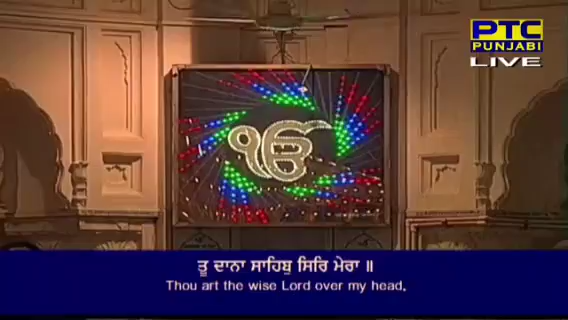 PTC
PUNJABI
LIVE
ੴ
ਤੂ ਦਾਨਾ ਸਾਹਿਬੁ ਸਿਰਿ ਮੇਰਾ ॥
Thou art the wise Lord over my head.